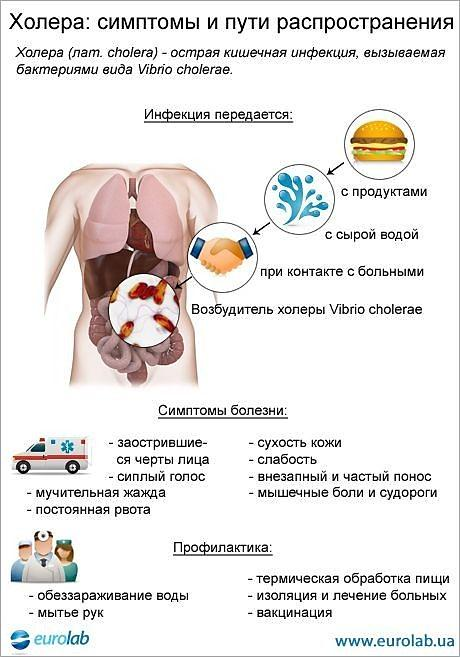 Холера: симптомы и пути распространения
Холера (лат. cholera) - острая кишечная инфекция, вызываемая
бактериями вида Vibrio cholerae.
Инфекция передается:
с продуктами
с сырой водой
при контакте с больными
Возбудитель холеры Vibrio cholerae
Симптомы болезни:
- заостривши-
еся черты лица
- сиплый голос
- мучительная жажда
- постоянная рвота
- сухость кожи
- слабость
- внезапный и частый понос
- мышечные боли и судороги
Профилактика:
- обеззараживание воды
- мытье рук
- термическая обработка пищи
- изоляция и лечение больных
- вакцинация
eurolab
www.eurolab.ua